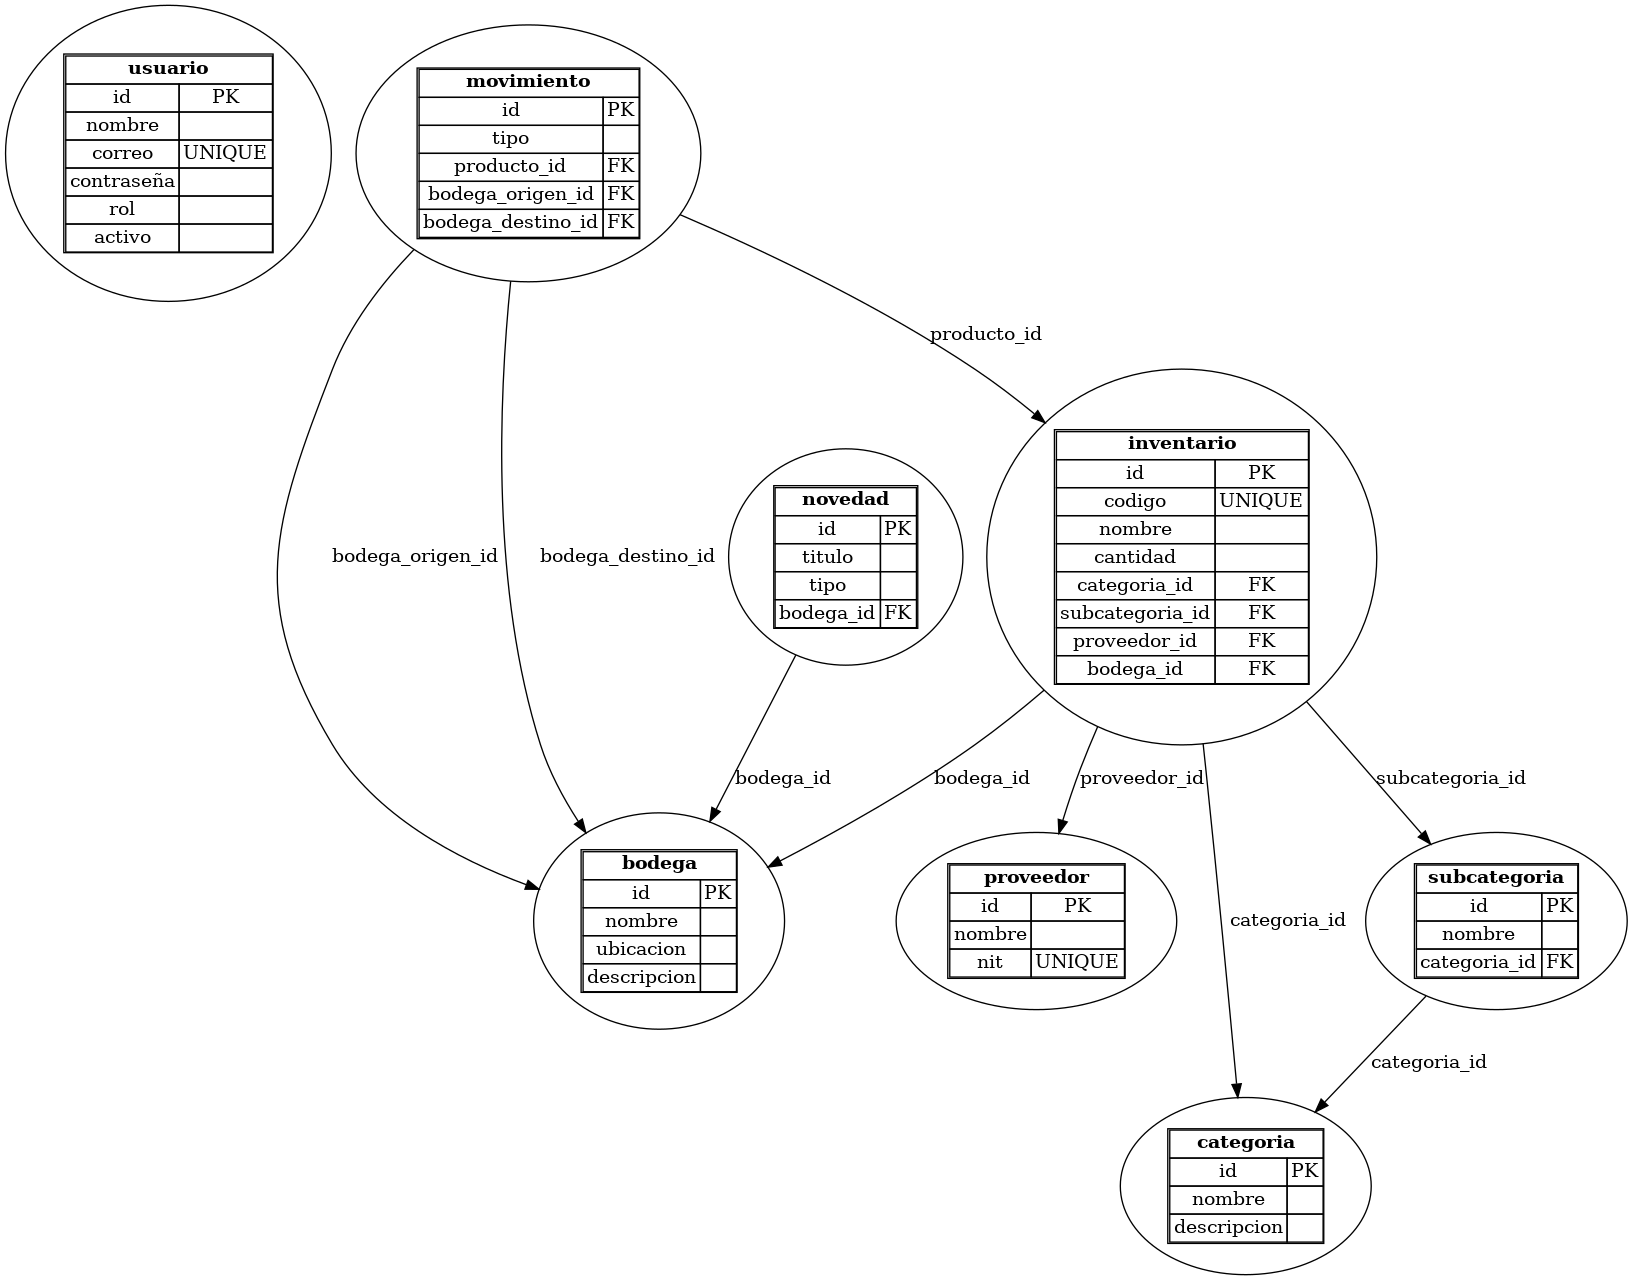 usuario
id PK
nombre
correo UNIQUE
contraseña
rol
activo
movimiento
id PK
tipo
producto_id FK
bodega_origen_id FK
bodega_destino_id FK
producto_id
bodega_origen_id
bodega_destino_id
novedad
id PK
titulo
tipo
bodega_id FK
inventario
id PK
codigo UNIQUE
nombre
cantidad
categoria_id FK
subcategoria_id FK
proveedor_id FK
bodega_id FK
bodega_id
bodega_id
proveedor_id
subcategoria_id
bodega
id PK
nombre
ubicacion
descripcion
proveedor
id PK
nombre
nit UNIQUE
categoria_id
subcategoria
id PK
nombre
categoria_id FK
categoria_id
categoria
id PK
nombre
descripcion